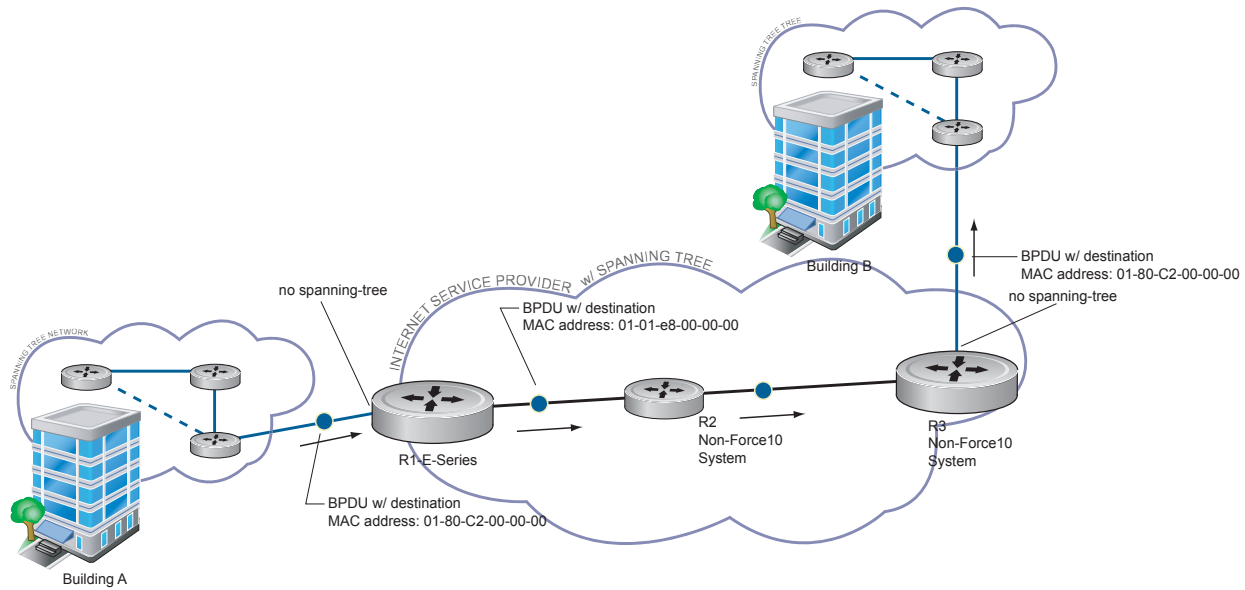 SPANNING TREE TREE
Building B
BPDU w/ destination
MAC address: 01-80-C2-00-00-00
no spanning-tree
INTERNET SERVICE PROVIDER w/ SPANNING TREE
no spanning-tree
BPDU w/ destination
MAC address: 01-01-e8-00-00-00
SPANNING TREE NETWORK
R1-E-Series
R2
Non-Force10
System
R3
Non-Force10
System
BPDU w/ destination
MAC address: 01-80-C2-00-00-00
Building A